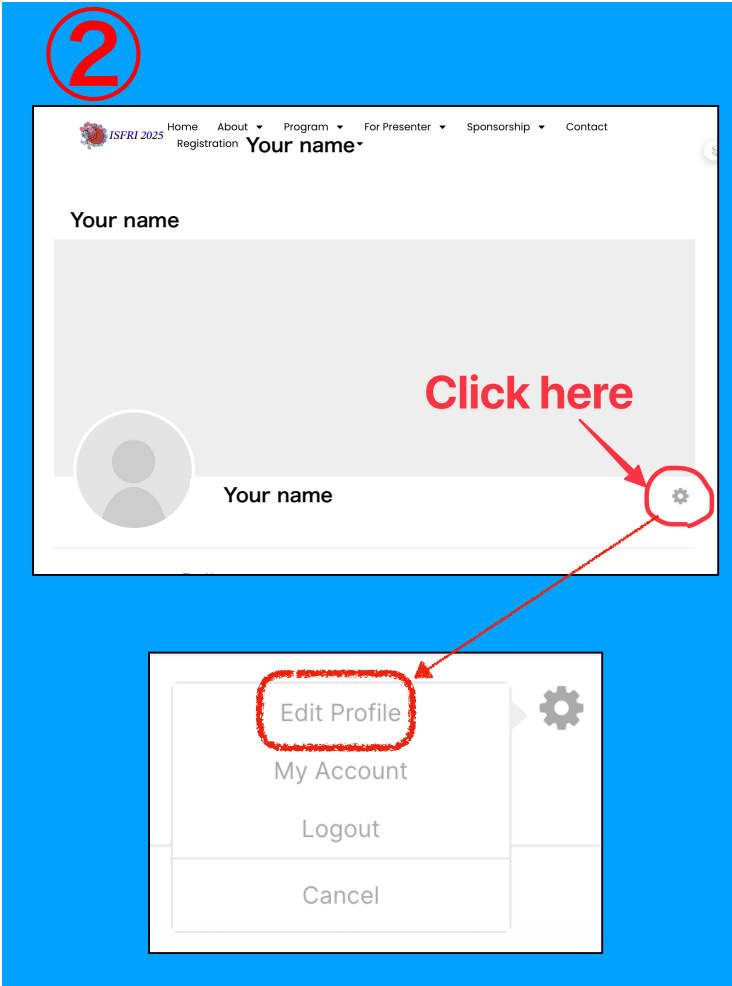 ②
ISFRI 2025 Home About Program For Presenter Sponsorship Contact
Registration Your name
Your name
Click here
Your name
Edit Profile
My Account
Logout
Cancel